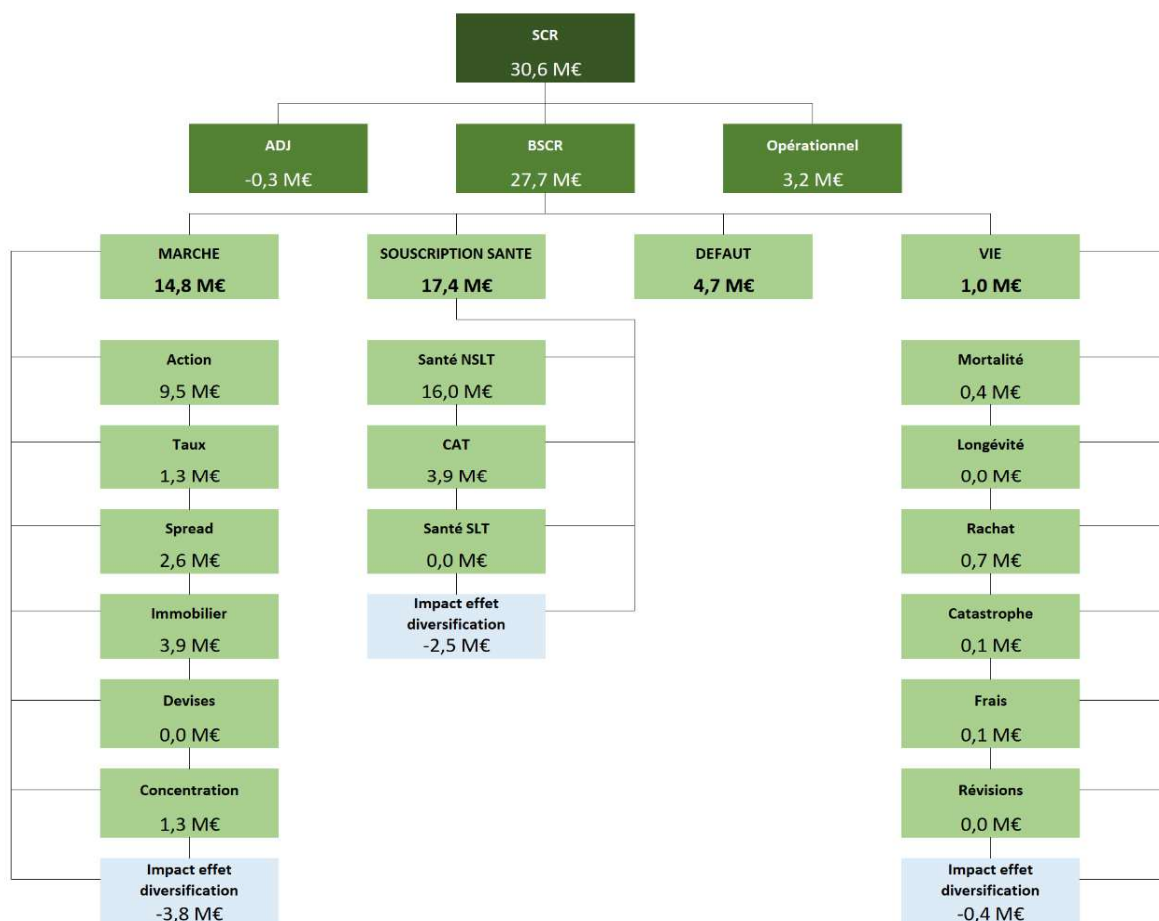 SCR
30,6 M€
ADJ
-0,3 M€
BSCR
27,7 M€
Opérationnel
3,2 M€
MARCHE
14,8 M€
SOUSCRIPTION SANTE
17,4 M€
DEFAUT
4,7 M€
VIE
1,0 M€
Action
9,5 M€
Taux
1,3 M€
Spread
2,6 M€
Immobilier
3,9 M€
Devises
0,0 M€
Concentration
1,3 M€
Impact effet
diversification
-3,8 M€
Santé NSLT
16,0 M€
CAT
3,9 M€
Santé SLT
0,0 M€
Impact effet
diversification
-2,5 M€
Mortalité
0,4 M€
Longévité
0,0 M€
Rachat
0,7 M€
Catastrophe
0,1 M€
Frais
0,1 M€
Révisions
0,0 M€
Impact effet
diversification
-0,4 M€